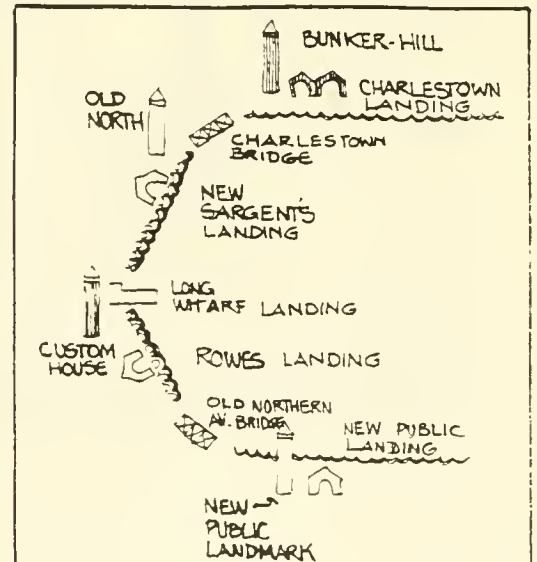 BUNKER-HILL
OLD
NORTH
CHARLESTOWN
LANDING
CHARLESTOWN
BRIDGE
NEW
SARGENT'S
LANDING
LONG
WHARF LANDING
CUSTOM
HOUSE
ROWES LANDING
OLD NORTHERN
AV. BRIDGE
NEW PUBLIC
LANDING
NEW
PUBLIC
LANDMARK